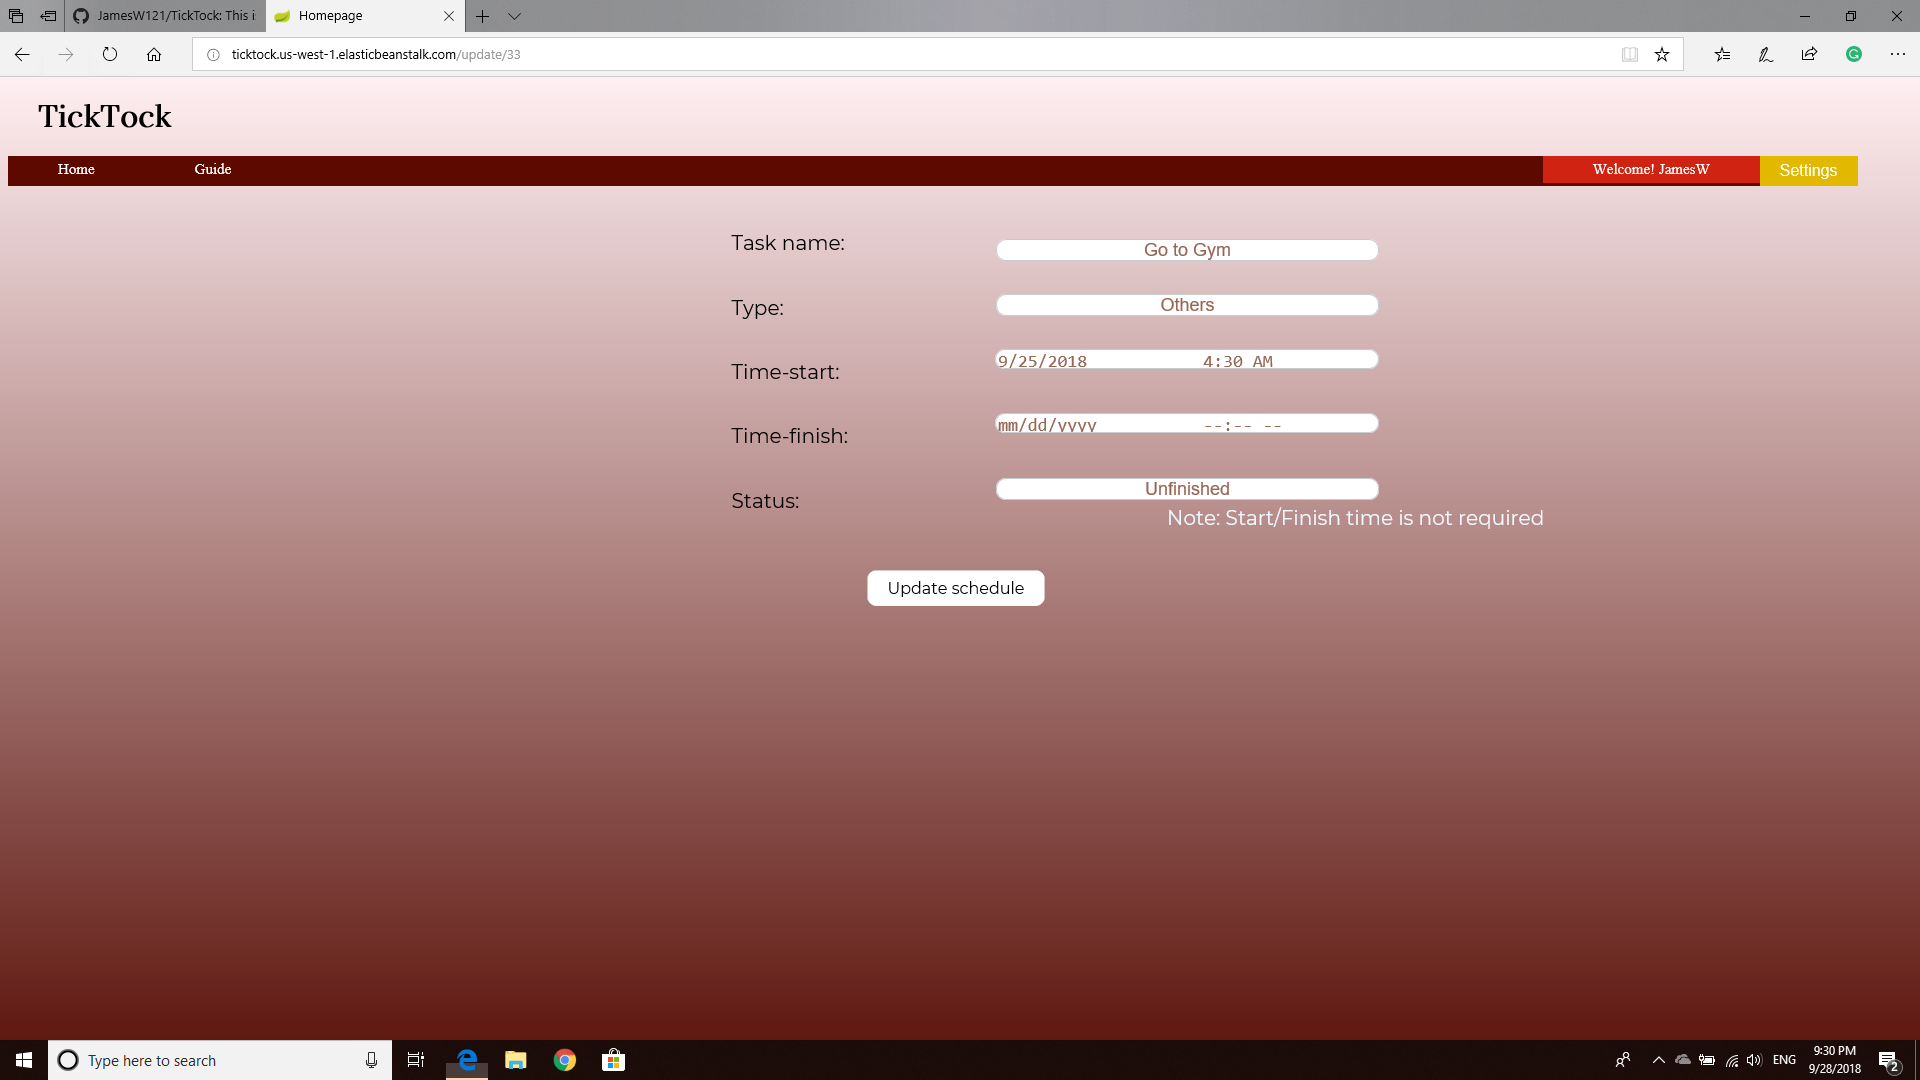 JamesW121/TickTock: This i
Homepage
ticktock.us-west-1.elasticbeanstalk.com/update/33
TickTock
Home Guide Welcome! JamesW Settings
Task name: Go to Gym
Type: Others
Time-start: 9/25/2018 4:30 AM
Time-finish: mm/dd/yyyy --:-- --
Status: Unfinished
Note: Start/Finish time is not required
Update schedule
Type here to search
ENG
9:30 PM
9/28/2018
2